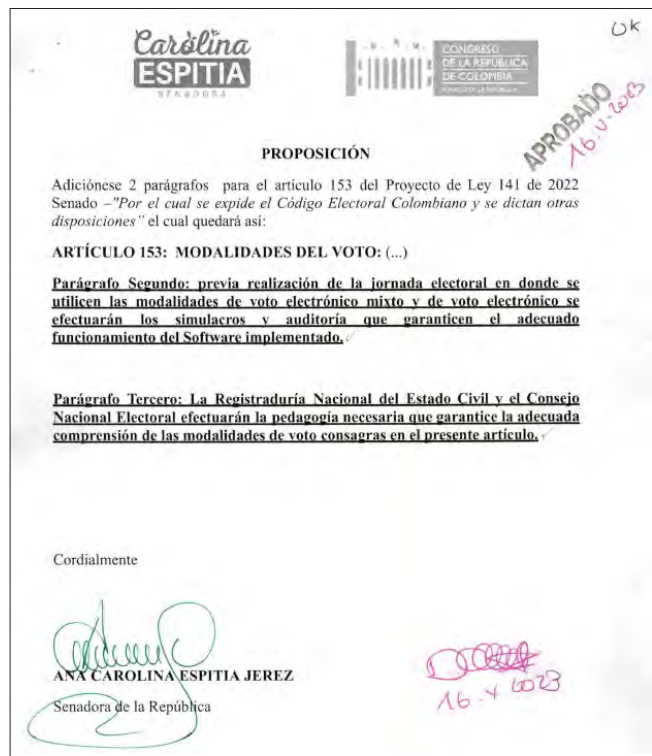 OK
Carolina
ESPITIA
SENADORA
CONGRESO
DE LA REPÚBLICA
DE COLOMBIA
APROBADO
16-V-2023
PROPOSICIÓN
Adiciónese 2 parágrafos para el artículo 153 del Proyecto de Ley 141 de 2022
Senado –"Por el cual se expide el Código Electoral Colombiano y se dictan otras
disposiciones" el cual quedará así:
ARTÍCULO 153: MODALIDADES DEL VOTO: (...)
Parágrafo Segundo: previa realización de la jornada electoral en donde se
utilicen las modalidades de voto electrónico mixto y de voto electrónico se
efectuarán los simulacros y auditoría que garanticen el adecuado
funcionamiento del Software implementado.
Parágrafo Tercero: La Registraduría Nacional del Estado Civil y el Consejo
Nacional Electoral efectuarán la pedagogía necesaria que garantice la adecuada
comprensión de las modalidades de voto consagras en el presente artículo.
Cordialmente
ANA CAROLINA ESPITIA JEREZ
Senadora de la República
16-V 2023